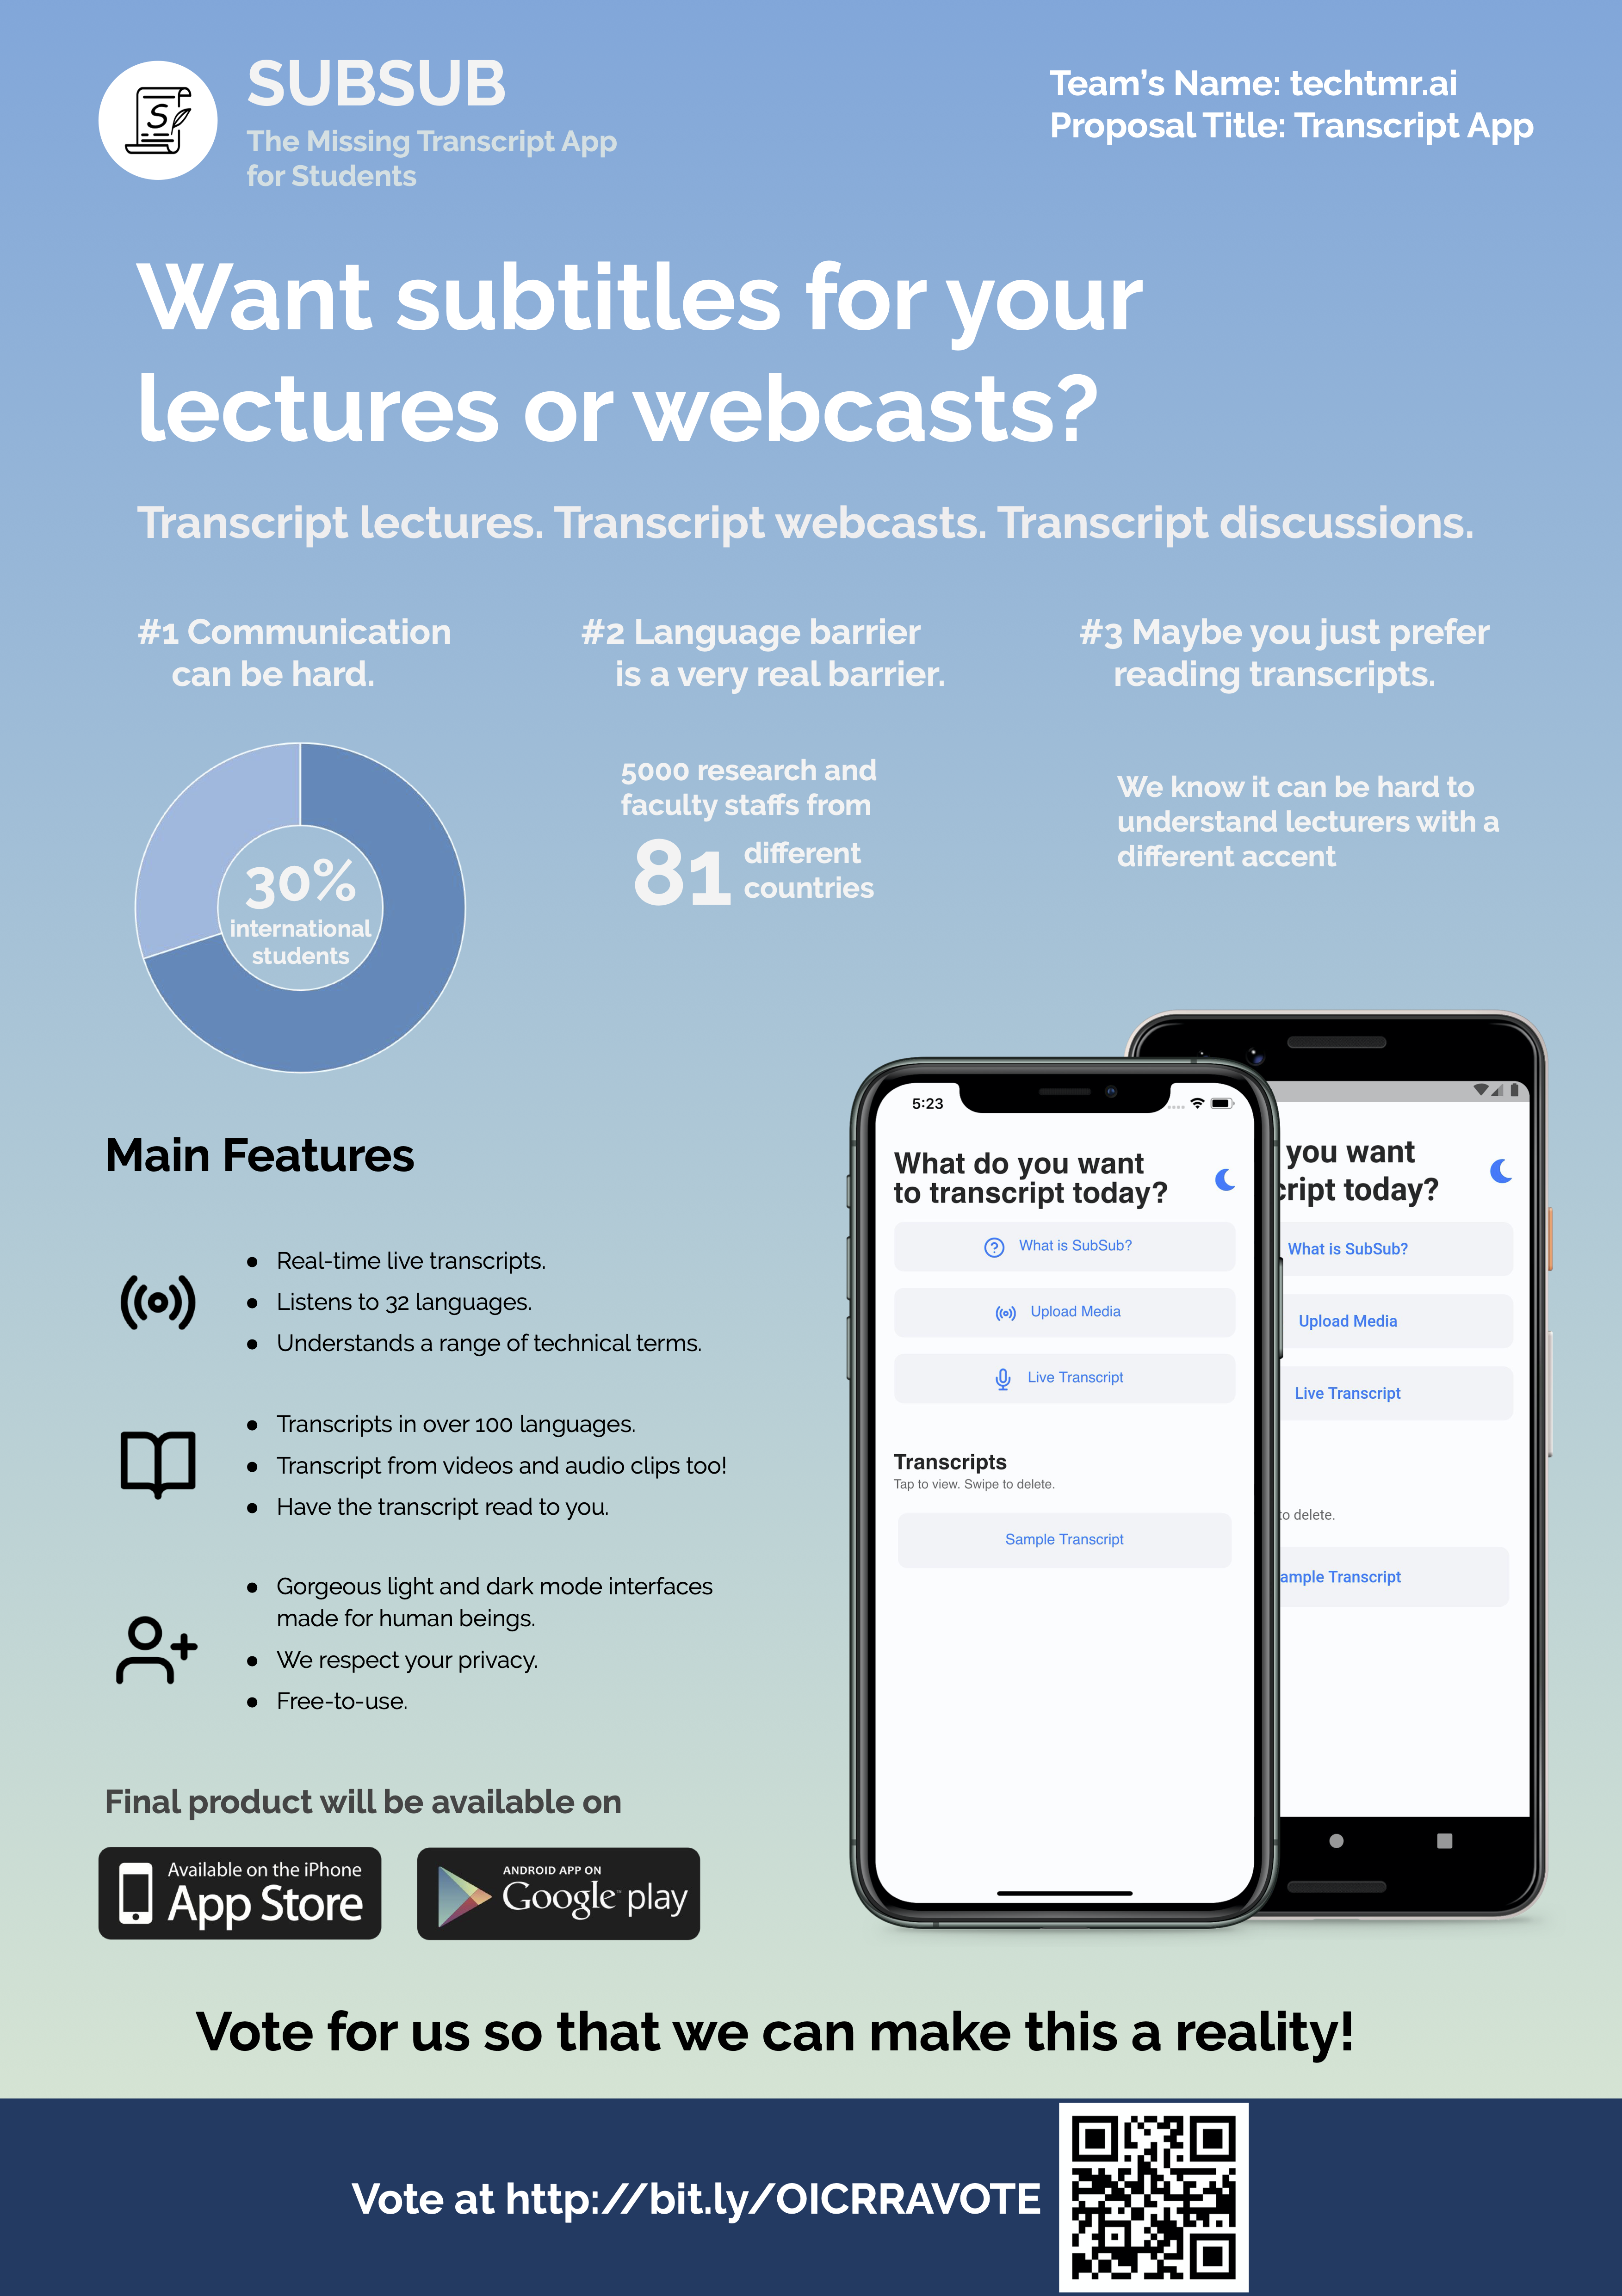 S
SUBSUB
The Missing Transcript App
for Students
Team's Name: techtmr.ai
Proposal Title: Transcript App
Want subtitles for your
lectures or webcasts?
Transcript lectures. Transcript webcasts. Transcript discussions.
#1 Communication
can be hard.
#2 Language barrier
is a very real barrier.
#3 Maybe you just prefer
reading transcripts.
30%
international
students
5000 research and
faculty staffs from
81 different
countries
We know it can be hard to
understand lecturers with a
different accent
Main Features
● Real-time live transcripts.
● Listens to 32 languages.
● Understands a range of technical terms.
● Transcripts in over 100 languages.
● Transcript from videos and audio clips too!
● Have the transcript read to you.
● Gorgeous light and dark mode interfaces
made for human beings.
● We respect your privacy.
● Free-to-use.
5:23
What do you want
to transcript today?
What is SubSub?
Upload Media
Live Transcript
Transcripts
Tap to view. Swipe to delete.
Sample Transcript
you want
cript today?
What is SubSub?
Upload Media
Live Transcript
to delete.
ample Transcript
Final product will be available on
Available on the iPhone
App Store
ANDROID APP ON
Google play
Vote for us so that we can make this a reality!
Vote at http://bit.ly/OICRRAVOTE